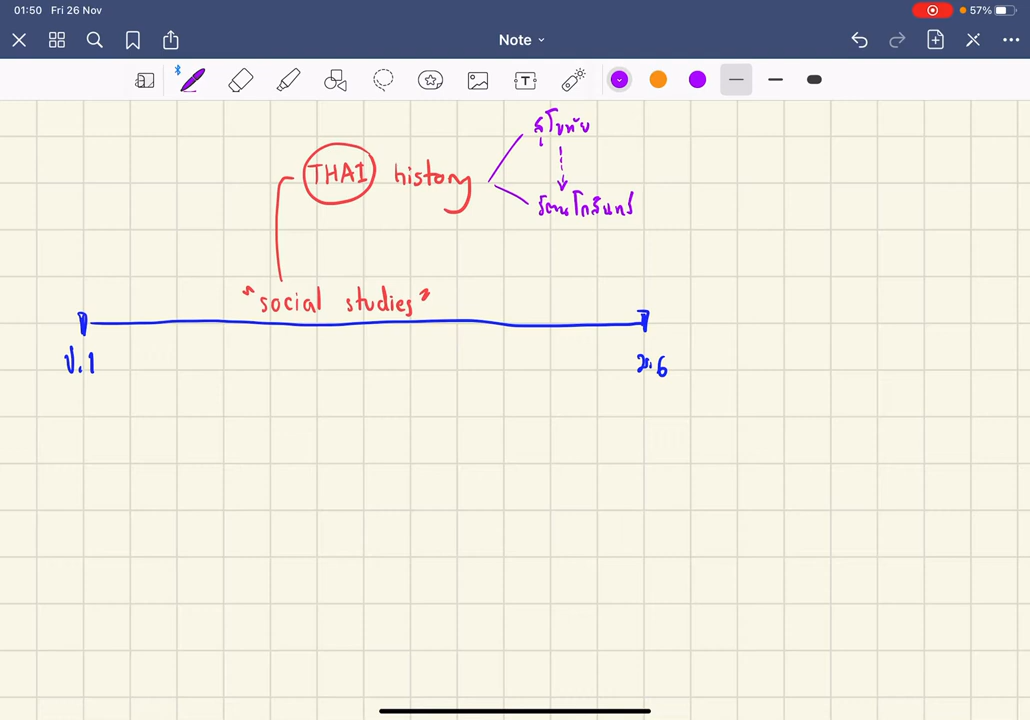 01:50 Fri 26 Nov
57%
Note
สุโขทัย
THAI history
รัตนโกสินทร์
"social studies"
ป.1
ม.6